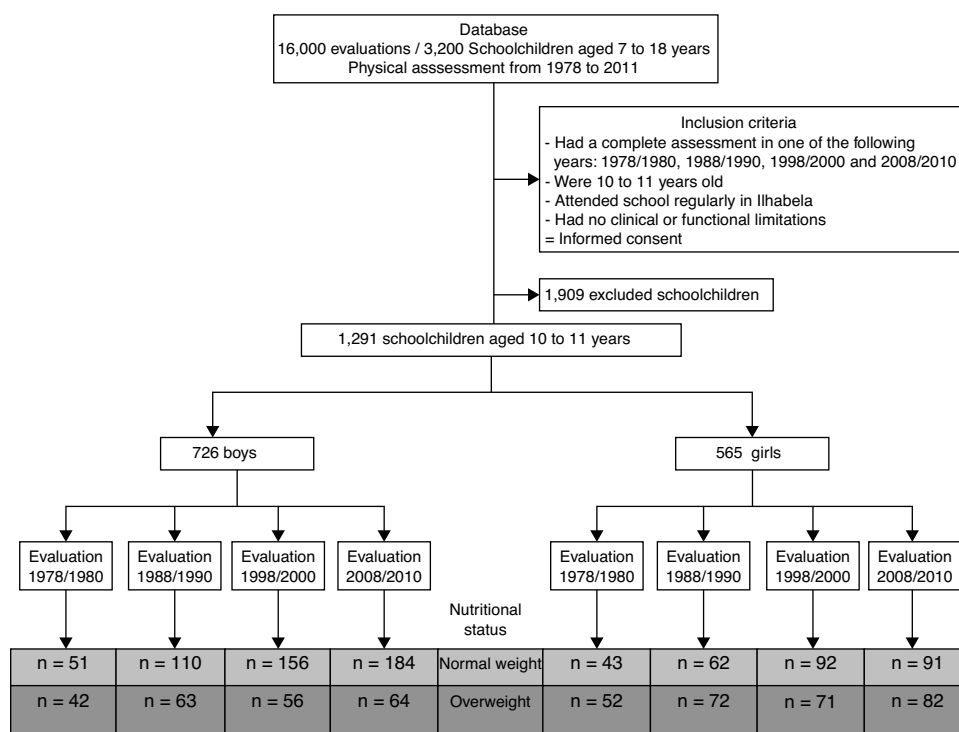 Database
16,000 evaluations / 3,200 Schoolchildren aged 7 to 18 years
Physical asssessment from 1978 to 2011
Inclusion criteria
- Had a complete assessment in one of the following
years: 1978/1980, 1988/1990, 1998/2000 and 2008/2010
- Were 10 to 11 years old
- Attended school regularly in Ilhabela
- Had no clinical or functional limitations
= Informed consent
1,909 excluded schoolchildren
1,291 schoolchildren aged 10 to 11 years
726 boys
565 girls
Evaluation
1978/1980
Evaluation
1988/1990
Evaluation
1998/2000
Evaluation
2008/2010
Evaluation
1978/1980
Evaluation
1988/1990
Evaluation
1998/2000
Evaluation
2008/2010
Nutritional
status
n = 51 n = 110 n = 156 n = 184 Normal weight n = 43 n = 62 n = 92 n = 91
n = 42 n = 63 n = 56 n = 64 Overweight n = 52 n = 72 n = 71 n = 82